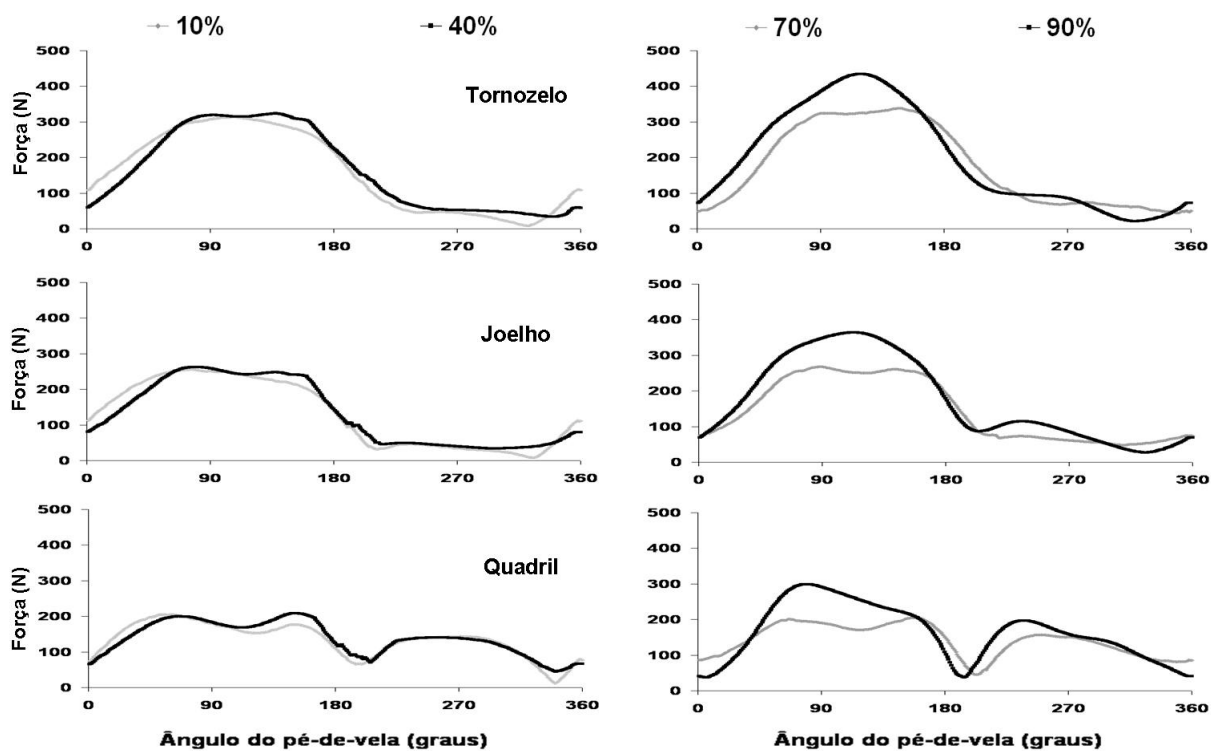 10% 40% 70% 90%
500 500
400 Tornozelo 400
Força (N) 300 300
200 200
100 100
0 0
0 90 180 270 360 0 90 180 270 360
500 500
400 400
Força (N) 300 Joelho 300
200 200
100 100
0 0
0 90 180 270 360 0 90 180 270 360
500 500
400 400
Força (N) 300 Quadril 300
200 200
100 100
0 0
0 90 180 270 360 0 90 180 270 360
Ângulo do pé-de-vela (graus) Ângulo do pé-de-vela (graus)